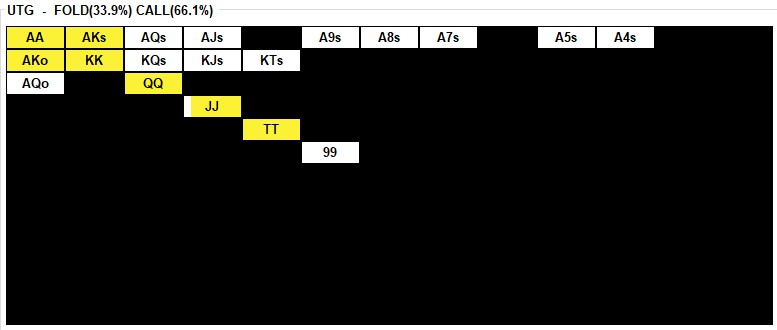 UTG - FOLD(33.9%) CALL(66.1%)
AA AKs AQs AJs A9s A8s A7s A5s A4s
AKo KK KQs KJs KTs
AQo QQ
JJ
TT
99